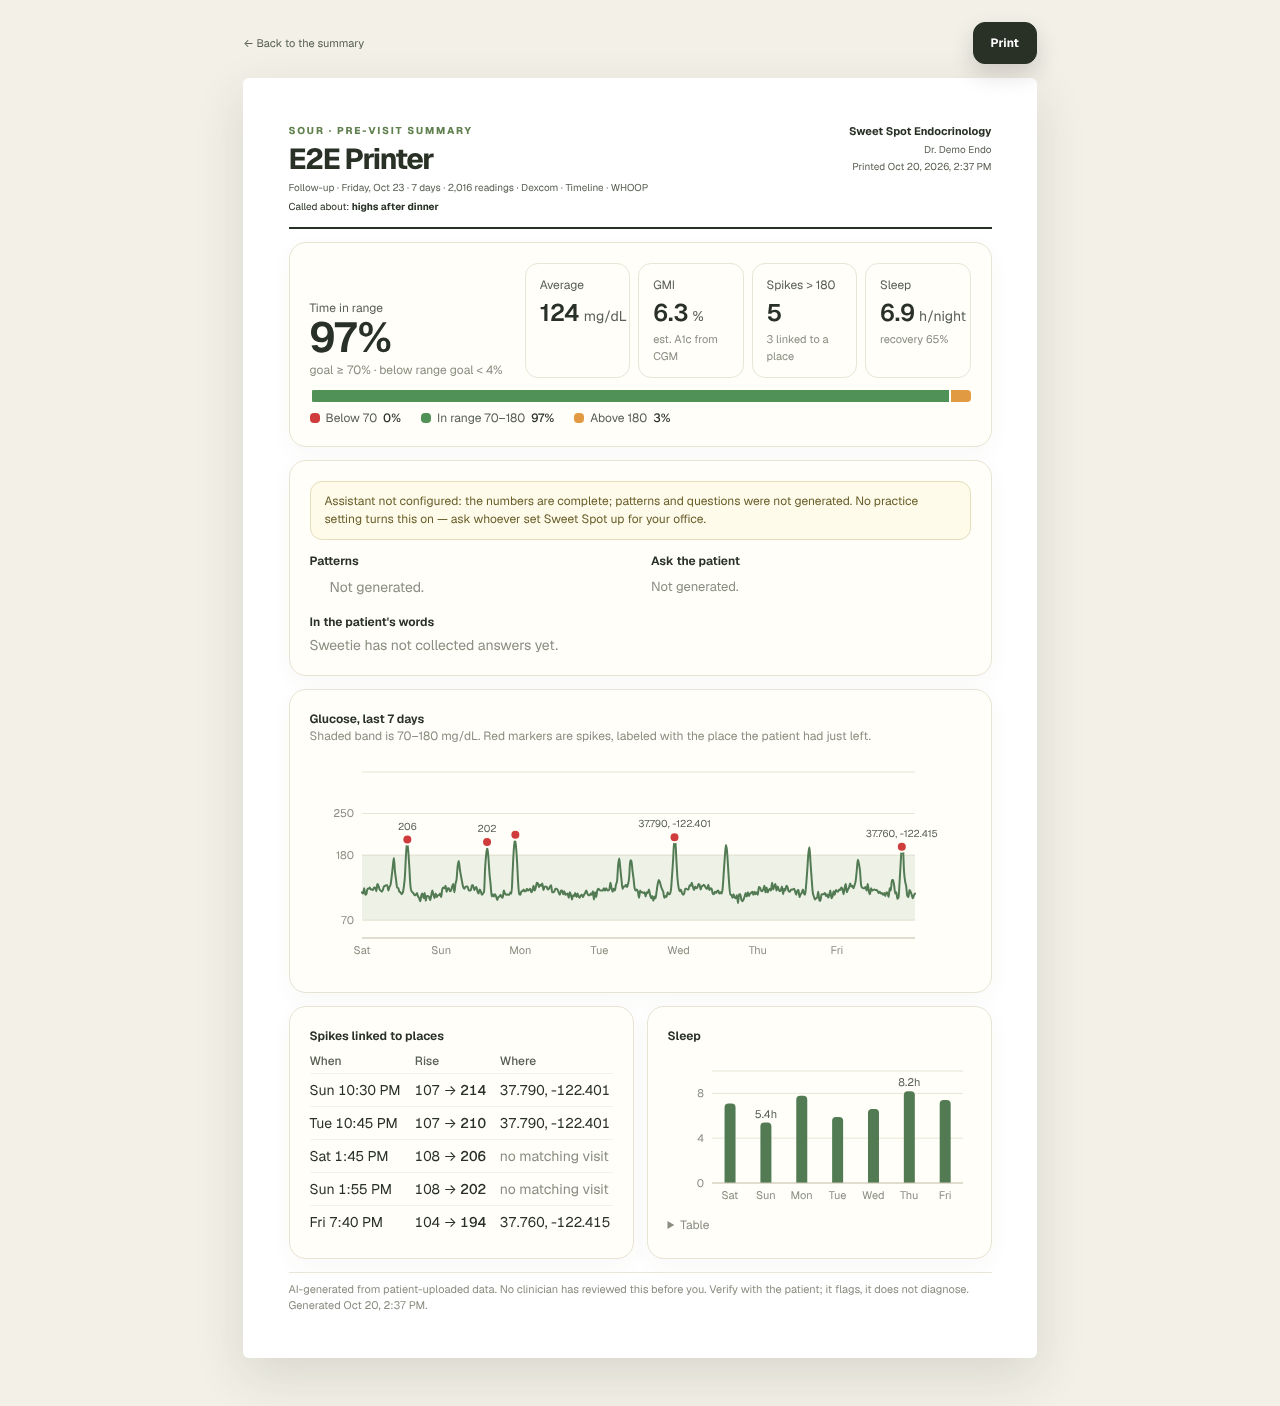 ← Back to the summary
Print
SOUR · PRE-VISIT SUMMARY
E2E Printer
Follow-up · Friday, Oct 23 · 7 days · 2,016 readings · Dexcom · Timeline · WHOOP
Called about: highs after dinner
Sweet Spot Endocrinology
Dr. Demo Endo
Printed Oct 20, 2026, 2:37 PM
Time in range
97%
goal ≥ 70% · below range goal < 4%
Average
124 mg/dL
GMI
6.3 %
est. A1c from
CGM
Spikes > 180
5
3 linked to a
place
Sleep
6.9 h/night
recovery 65%
Below 70 0%
In range 70–180 97%
Above 180 3%
Assistant not configured: the numbers are complete; patterns and questions were not generated. No practice
setting turns this on — ask whoever set Sweet Spot up for your office.
Patterns
Not generated.
Ask the patient
Not generated.
In the patient's words
Sweetie has not collected answers yet.
Glucose, last 7 days
Shaded band is 70–180 mg/dL. Red markers are spikes, labeled with the place the patient had just left.
250
180
70
206
202
37.790, -122.401
37.760, -122.415
Sat Sun Mon Tue Wed Thu Fri
Spikes linked to places
When Rise Where
Sun 10:30 PM 107 → 214 37.790, -122.401
Tue 10:45 PM 107 → 210 37.790, -122.401
Sat 1:45 PM 108 → 206 no matching visit
Sun 1:55 PM 108 → 202 no matching visit
Fri 7:40 PM 104 → 194 37.760, -122.415
Sleep
8
4
0
5.4h
8.2h
Sat Sun Mon Tue Wed Thu Fri
▶ Table
AI-generated from patient-uploaded data. No clinician has reviewed this before you. Verify with the patient; it flags, it does not diagnose.
Generated Oct 20, 2:37 PM.